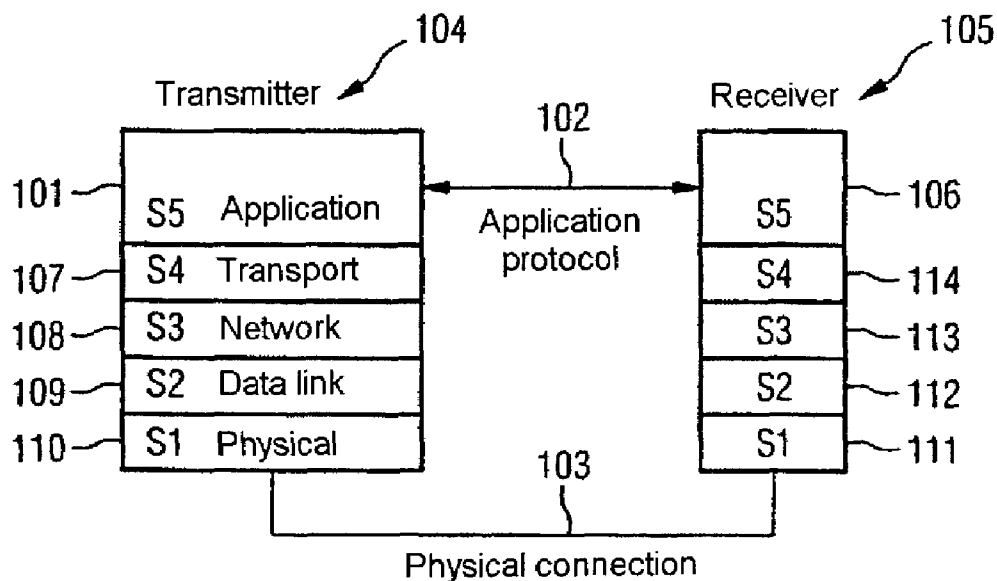 104
105
Transmitter
Receiver
102
101
S5 Application
Application
protocol
S5
106
107
S4 Transport
S4
114
108
S3 Network
S3
113
109
S2 Data link
S2
112
110
S1 Physical
S1
111
103
Physical connection